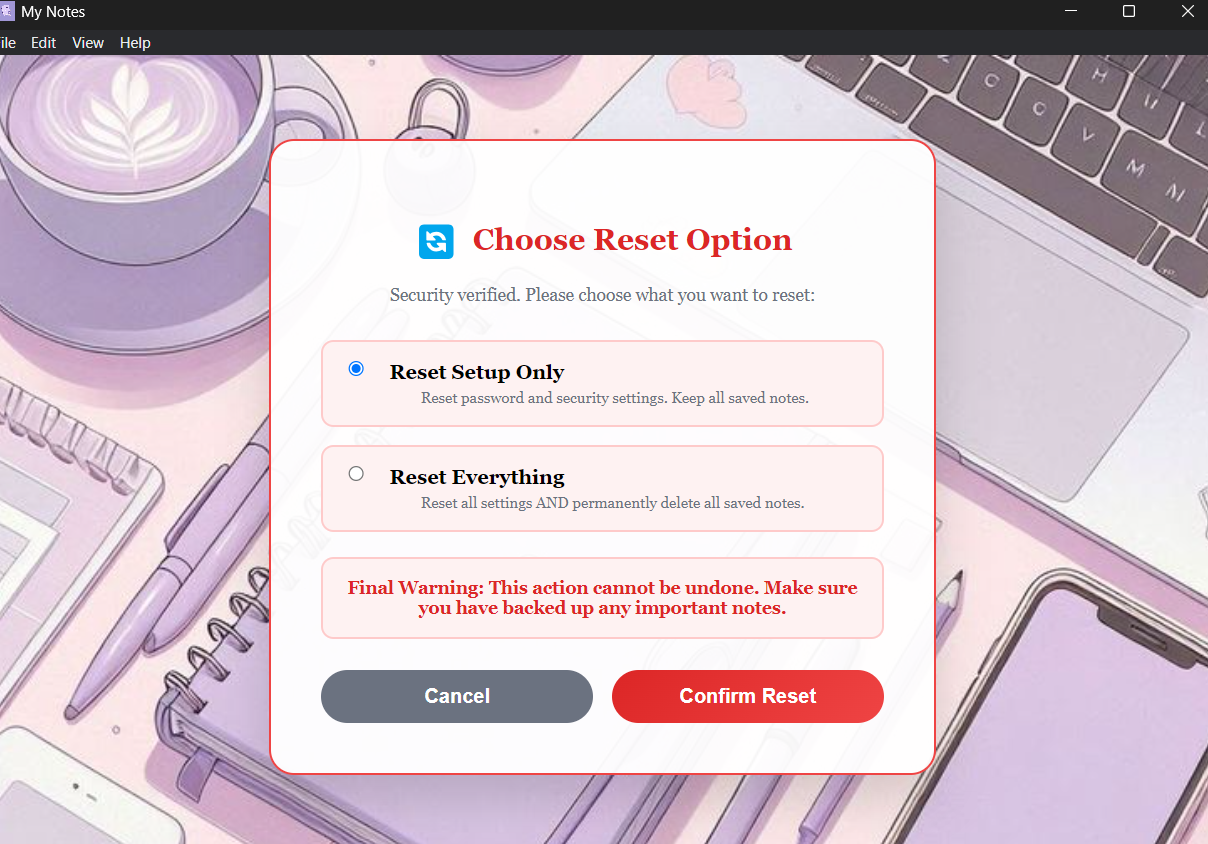 My Notes
ile Edit View Help
Choose Reset Option
Security verified. Please choose what you want to reset:
Reset Setup Only
Reset password and security settings. Keep all saved notes.
Reset Everything
Reset all settings AND permanently delete all saved notes.
Final Warning: This action cannot be undone. Make sure
you have backed up any important notes.
Cancel
Confirm Reset